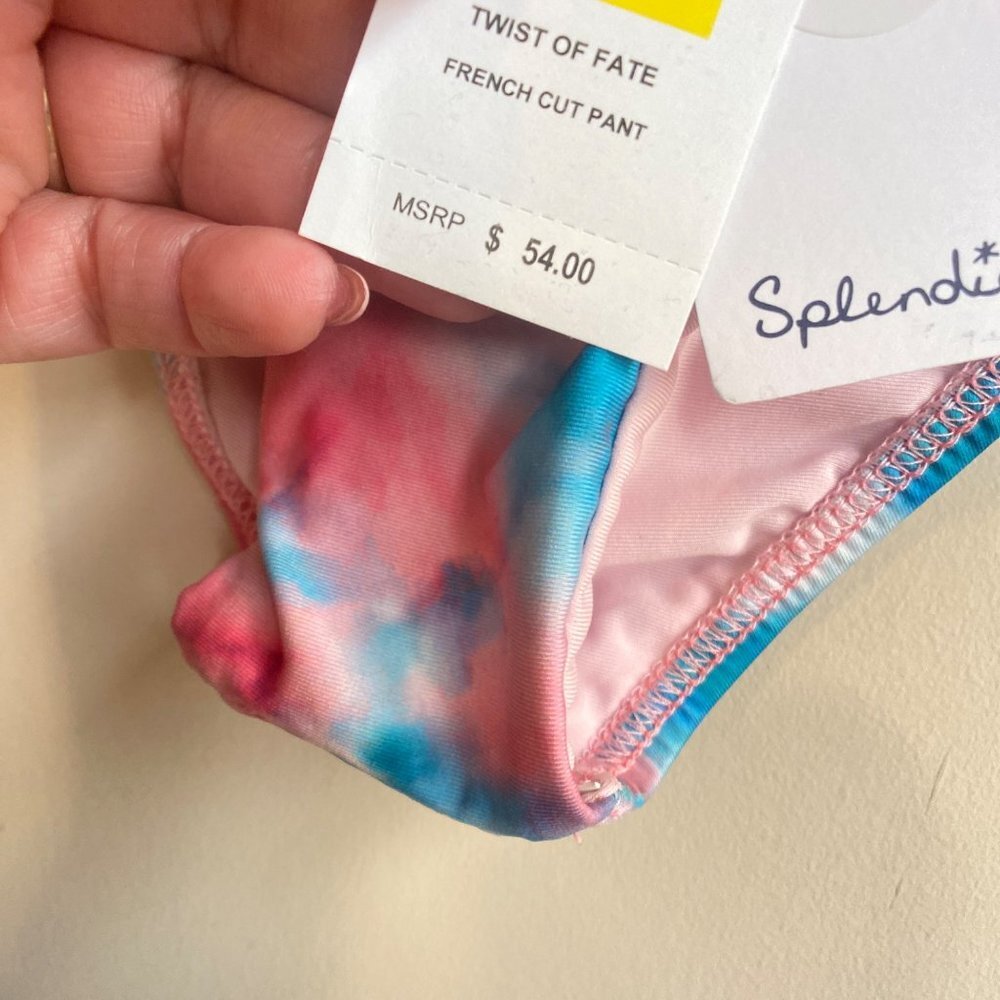 TWIST OF FATE
FRENCH CUT PANT
MSRP $ 54.00